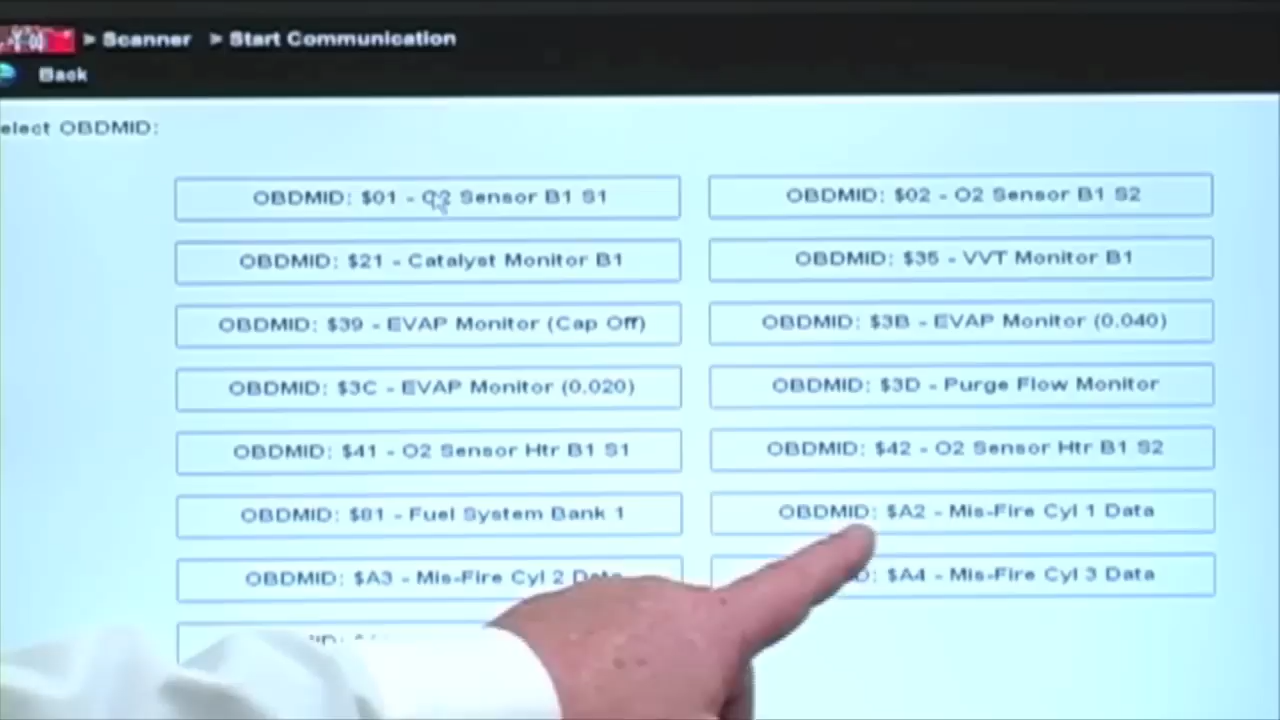 > Scanner > Start Communication
Back
elect OBDMID:
OBDMID: $01 - O2 Sensor B1 S1
OBDMID: $02 - O2 Sensor B1 S2
OBDMID: $21 - Catalyst Monitor B1
OBDMID: $35 - VVT Monitor B1
OBDMID: $39 - EVAP Monitor (Cap Off)
OBDMID: $3B - EVAP Monitor (0.040)
OBDMID: $3C - EVAP Monitor (0.020)
OBDMID: $3D - Purge Flow Monitor
OBDMID: $41 - O2 Sensor Htr B1 S1
OBDMID: $42 - O2 Sensor Htr B1 S2
OBDMID: $81 - Fuel System Bank 1
OBDMID: $A2 - Mis-Fire Cyl 1 Data
OBDMID: $A3 - Mis-Fire Cyl 2 Data
D: $A4 - Mis-Fire Cyl 3 Data